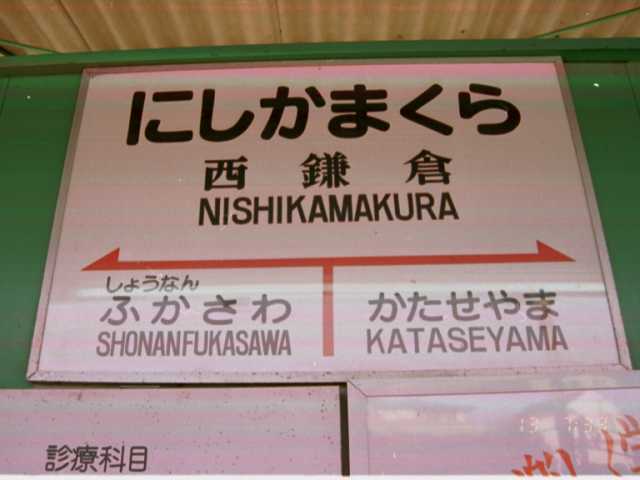 にしかまくら
西鎌倉
NISHIKAMAKURA
しょうなん
ふかさわ
SHONANFUKASAWA
かたせやま
KATASEYAMA
診療科目